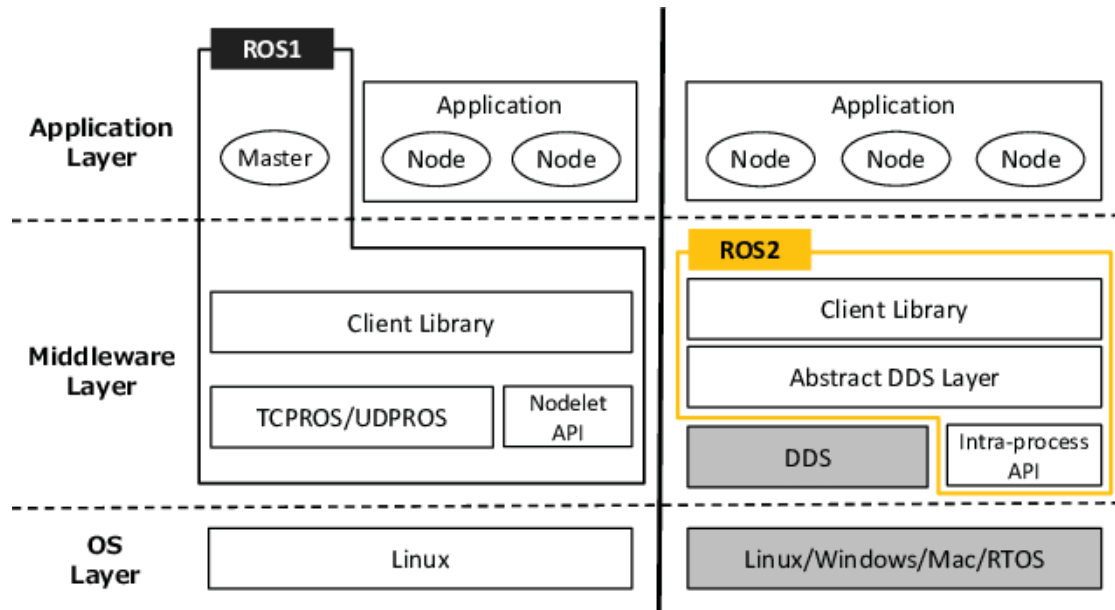 ROS1
Application
Layer
Master
Application
Node
Node
Application
Node
Node
Node
Middleware
Layer
Client Library
TCPROS/UDPROS
Nodelet
API
ROS2
Client Library
Abstract DDS Layer
DDS
Intra-process
API
OS
Layer
Linux
Linux/Windows/Mac/RTOS